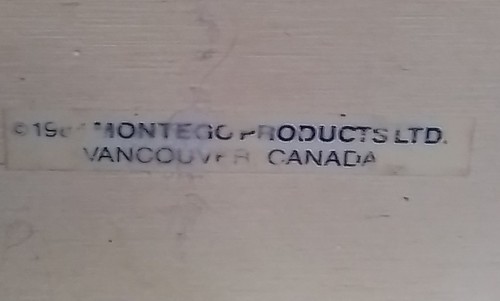 MONTEGO PRODUCTS LTD.
VANCOUVER CANADA